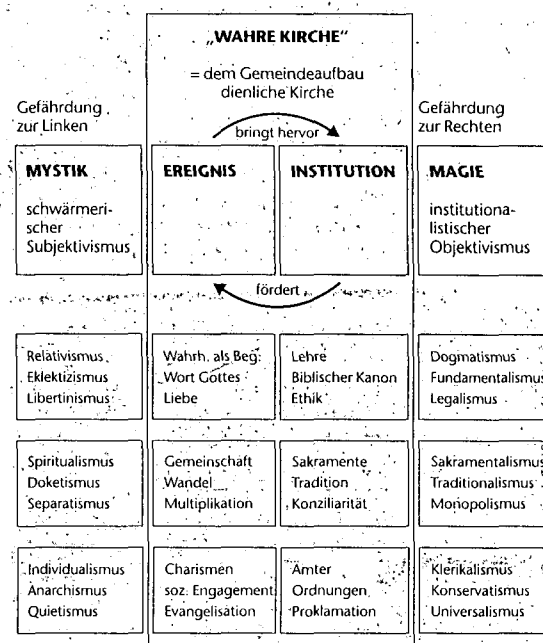 „WAHRE KIRCHE“
= dem Gemeindeaufbau
dienliche Kirche
Gefährdung
zur Linken
bringt hervor
Gefährdung
zur Rechten
MYSTIK
schwärmeri-
scher
Subjektivismus
EREIGNIS
INSTITUTION
MAGIE
institutiona-
listischer
Objektivismus
fördert
Relativismus
Eklektizismus
Libertinismus
Wahrh. als Beg.
Wort Gottes
Liebe
Lehre
Biblischer Kanon
Ethik
Dogmatismus
Fundamentalismus
Legalismus
Spiritualismus
Doketismus
Separatismus
Gemeinschaft
Wandel
Multiplikation
Sakramente
Tradition
Konziliarität
Sakramentalismus
Traditionalismus
Monopolismus
Individualismus
Anarchismus
Quietismus
Charismen
soz. Engagement
Evangelisation
Ämter
Ordnungen
Proklamation
Klerikalismus
Konservatismus
Universalismus